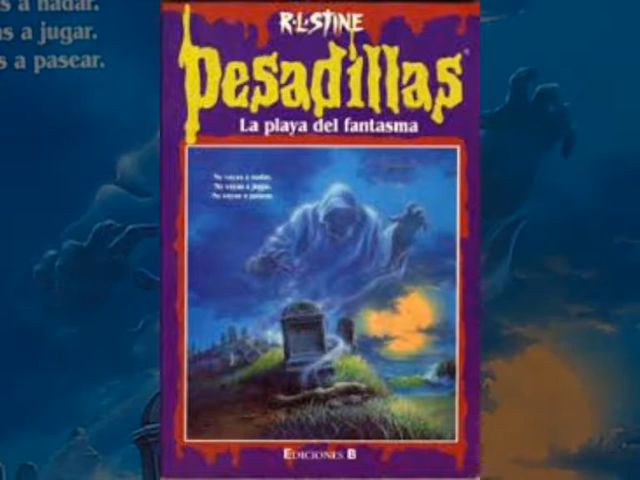 s a nadar.
s a jugar.
s a pasear.
R.L.STINE
Pesadillas
La playa del fantasma
No vayas a nadar.
No vayas a jugar.
No vayas a pasear.
EDICIONES B